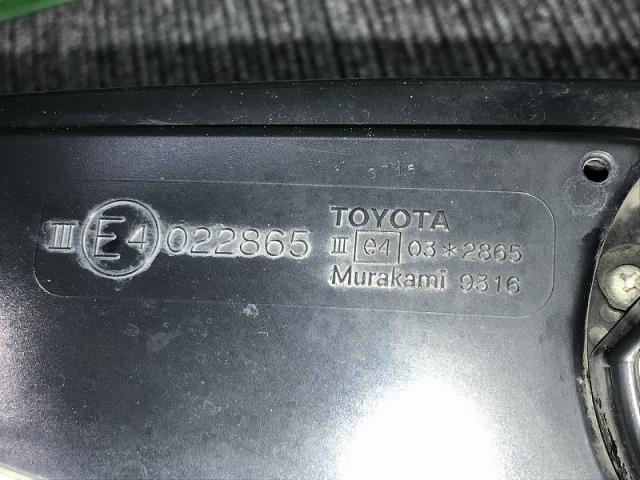 III E4 022865
TOYOTA
III e4 03*2865
Murakami 9316